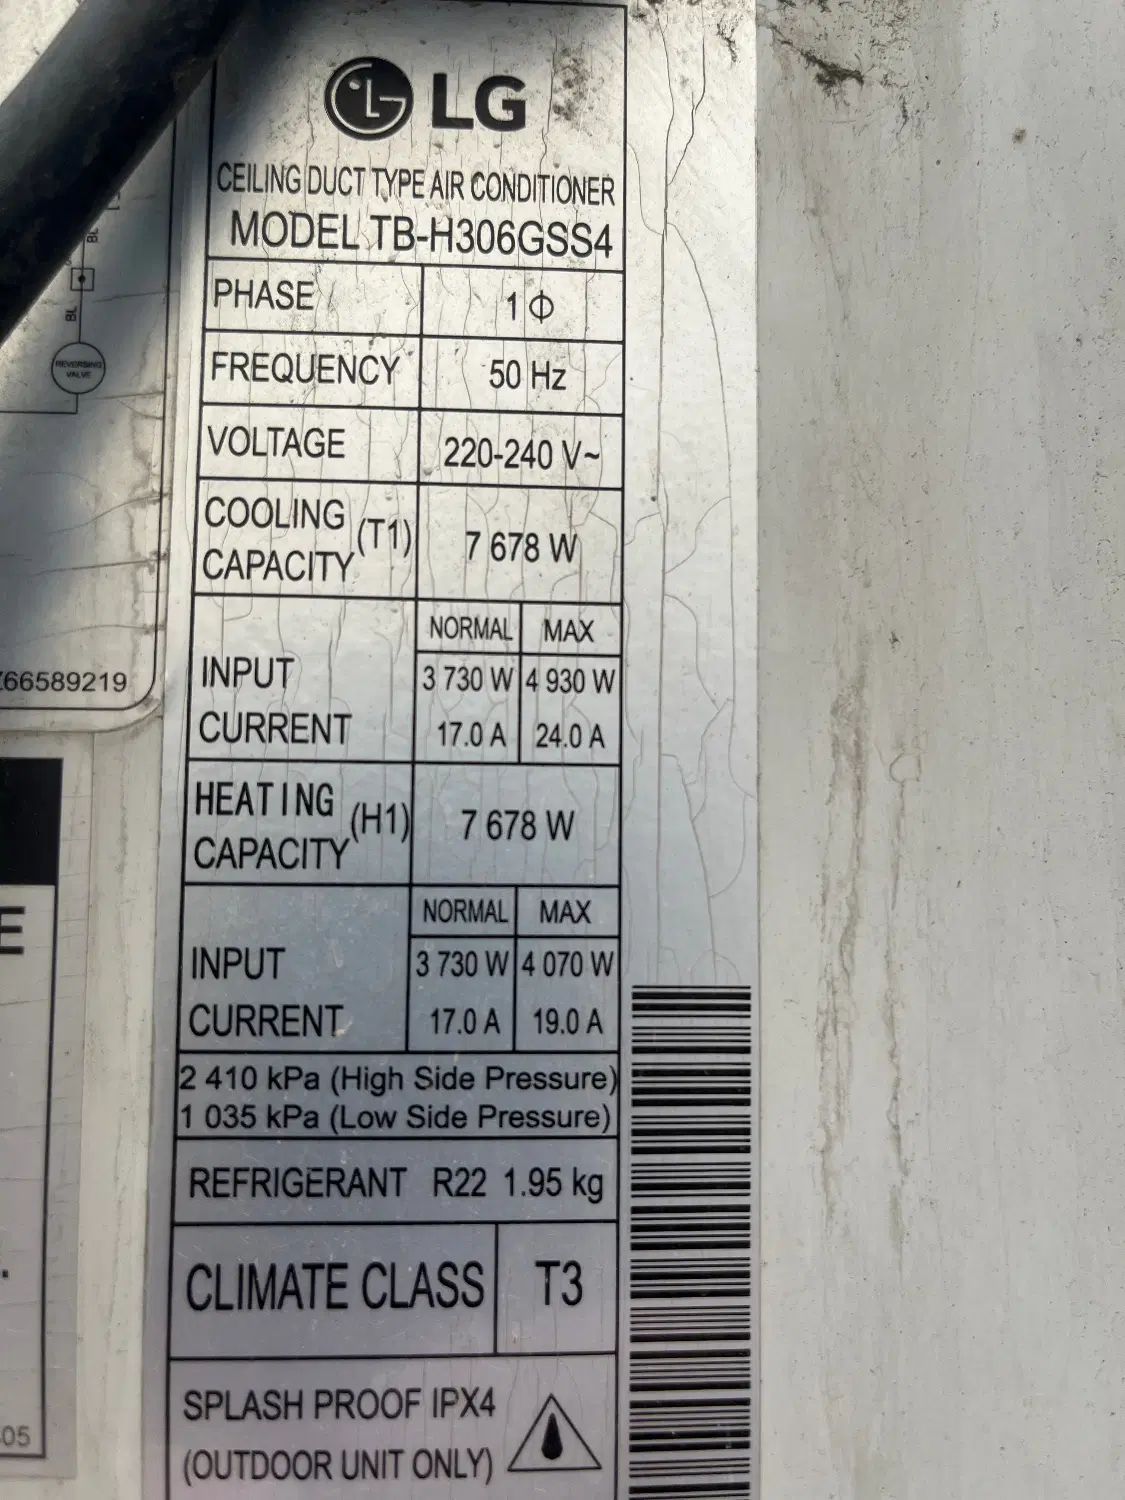 LG
CEILING DUCT TYPE AIR CONDITIONER
MODEL TB-H306GSS4
PHASE 1 Φ
FREQUENCY 50 Hz
VOLTAGE 220-240 V~
COOLING CAPACITY (T1) 7 678 W
NORMAL MAX
INPUT 3 730 W 4 930 W
CURRENT 17.0 A 24.0 A
HEATING CAPACITY (H1) 7 678 W
NORMAL MAX
INPUT 3 730 W 4 070 W
CURRENT 17.0 A 19.0 A
2 410 kPa (High Side Pressure)
1 035 kPa (Low Side Pressure)
REFRIGERANT R22 1.95 kg
CLIMATE CLASS T3
SPLASH PROOF IPX4
(OUTDOOR UNIT ONLY)
BL
BL
REVERSING
VALVE
66589219
E
.
05